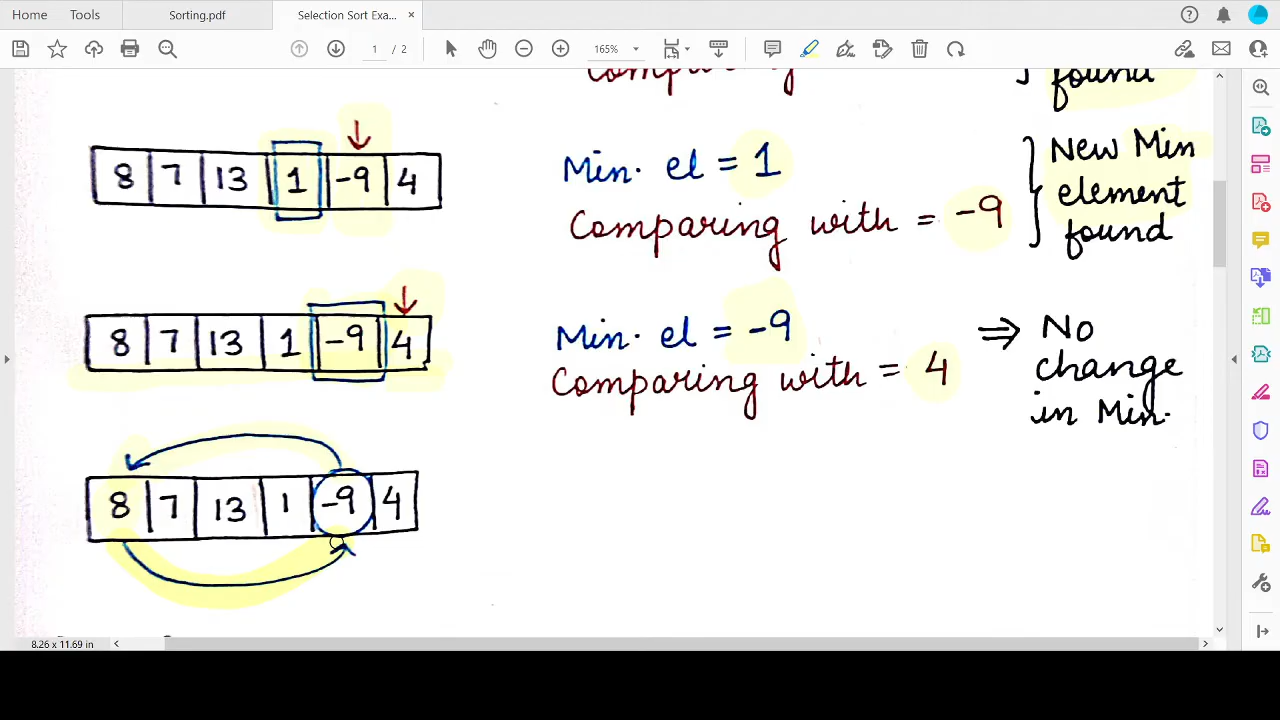 Home Tools Sorting.pdf Selection Sort Exa... ×
1 / 2 165%
Comparing
found
8 7 13 1 -9 4
Min. el = 1
Comparing with = -9
New Min
element
found
8 7 13 1 -9 4
Min. el = -9
Comparing with = 4
⇒ No
change
in Min.
8 7 13 1 -9 4
8.26 x 11.69 in